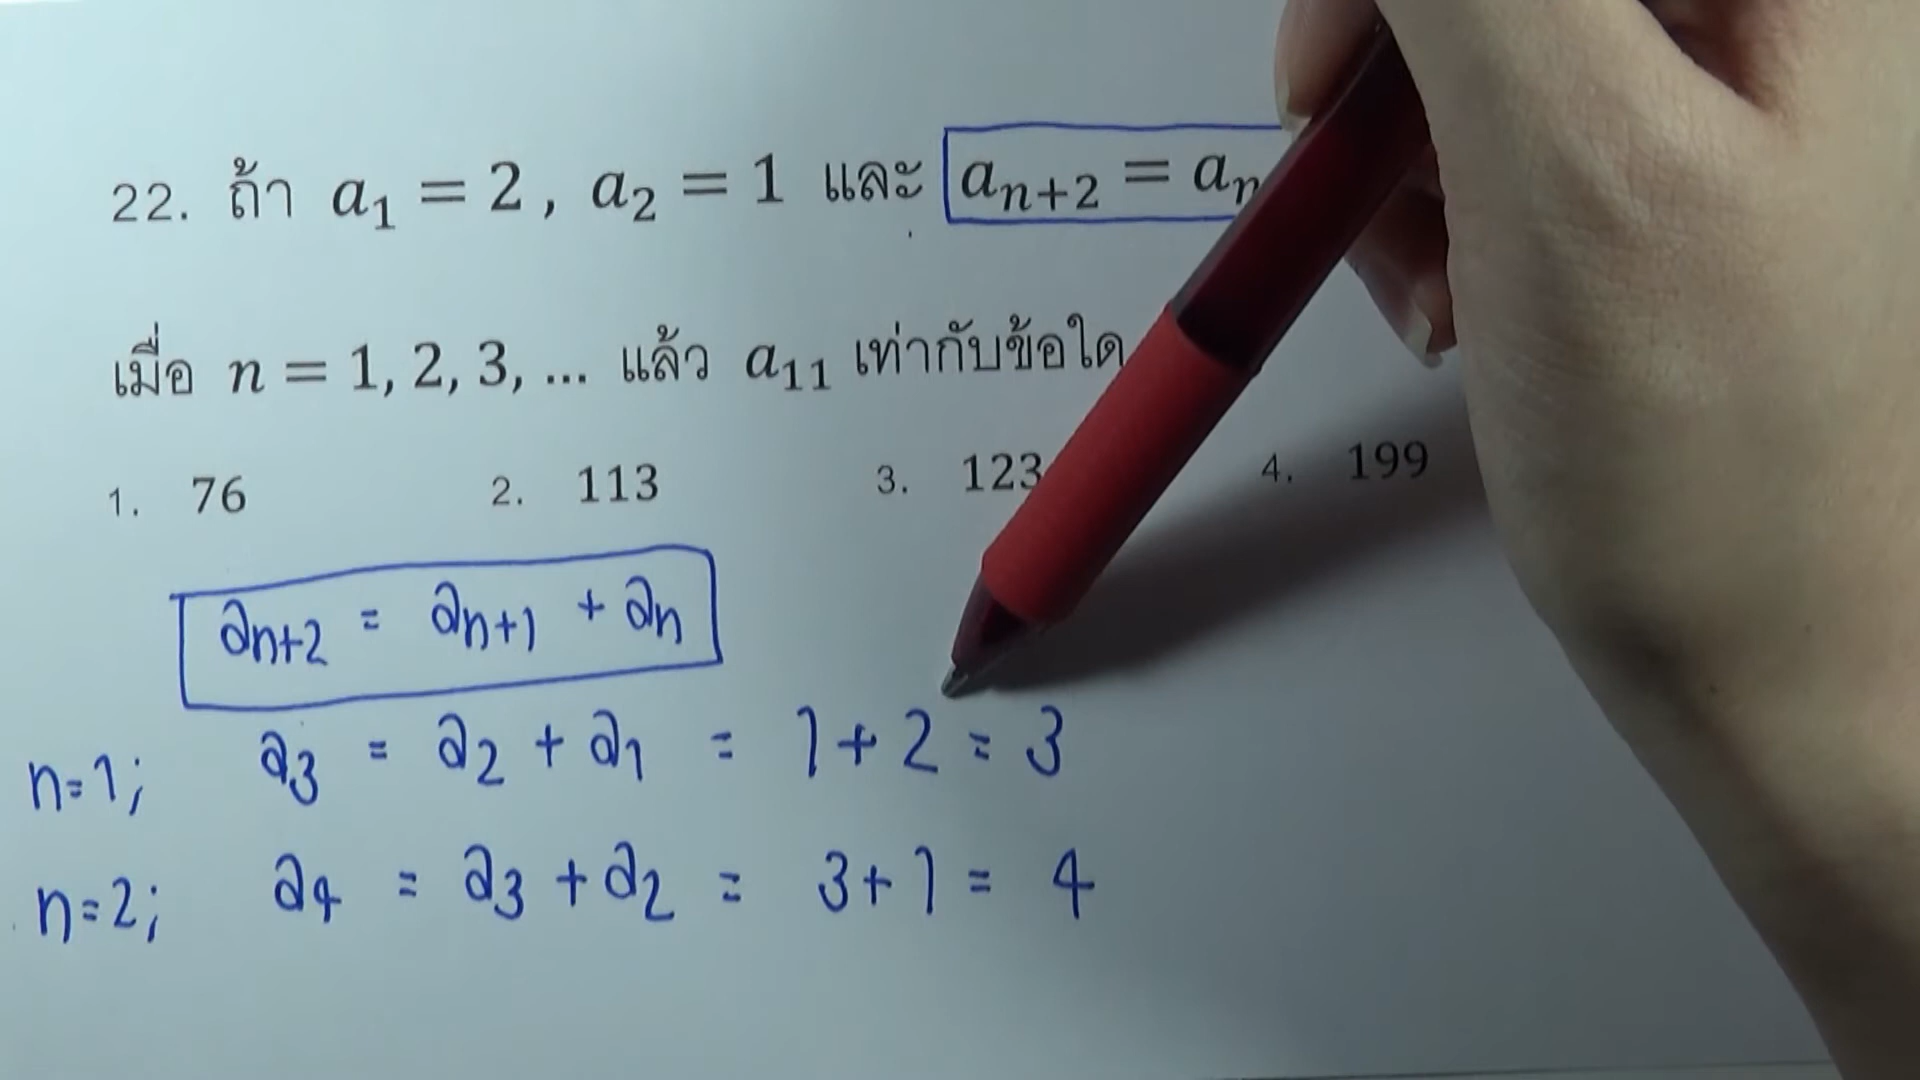 22. ถ้า a₁ = 2 , a₂ = 1 และ aₙ₊₂ = aₙ
เมื่อ n = 1, 2, 3, ... แล้ว a₁₁ เท่ากับข้อใด
1. 76 2. 113 3. 123 4. 199
aₙ₊₂ = aₙ₊₁ + aₙ
n=1; a₃ = a₂ + a₁ = 1 + 2 = 3
n=2; a₄ = a₃ + a₂ = 3 + 1 = 4